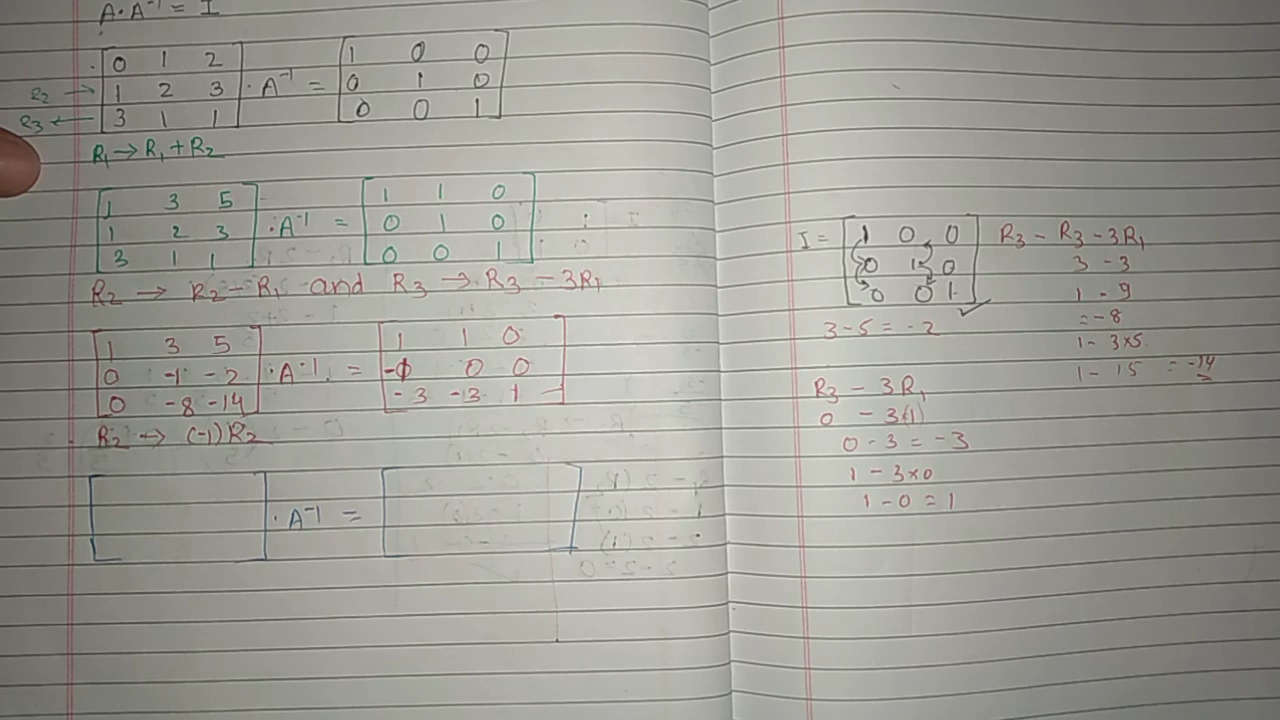 A·A⁻¹ = I
0 1 2 1 0 0
R2 → 1 2 3 · A⁻¹ = 0 1 0
R3 ← 3 1 1 0 0 1
R1 → R1 + R2
1 3 5 1 1 0
1 2 3 · A⁻¹ = 0 1 0
3 1 1 0 0 1
R2 → R2 - R1 and R3 → R3 - 3R1
1 3 5 1 1 0
0 -1 -2 · A⁻¹ = -1 0 0
0 -8 -14 -3 -3 1
R2 → (-1)R2
· A⁻¹ =
1 0 0 R3 - R3 - 3R1
I = 0 1 0 3 - 3
0 0 1 1 - 9
3 - 5 = -2 = -8
1 - 3×5
1 - 15 = -14
R3 - 3R1
0 - 3(1)
0 - 3 = -3
1 - 3×0
1 - 0 = 1